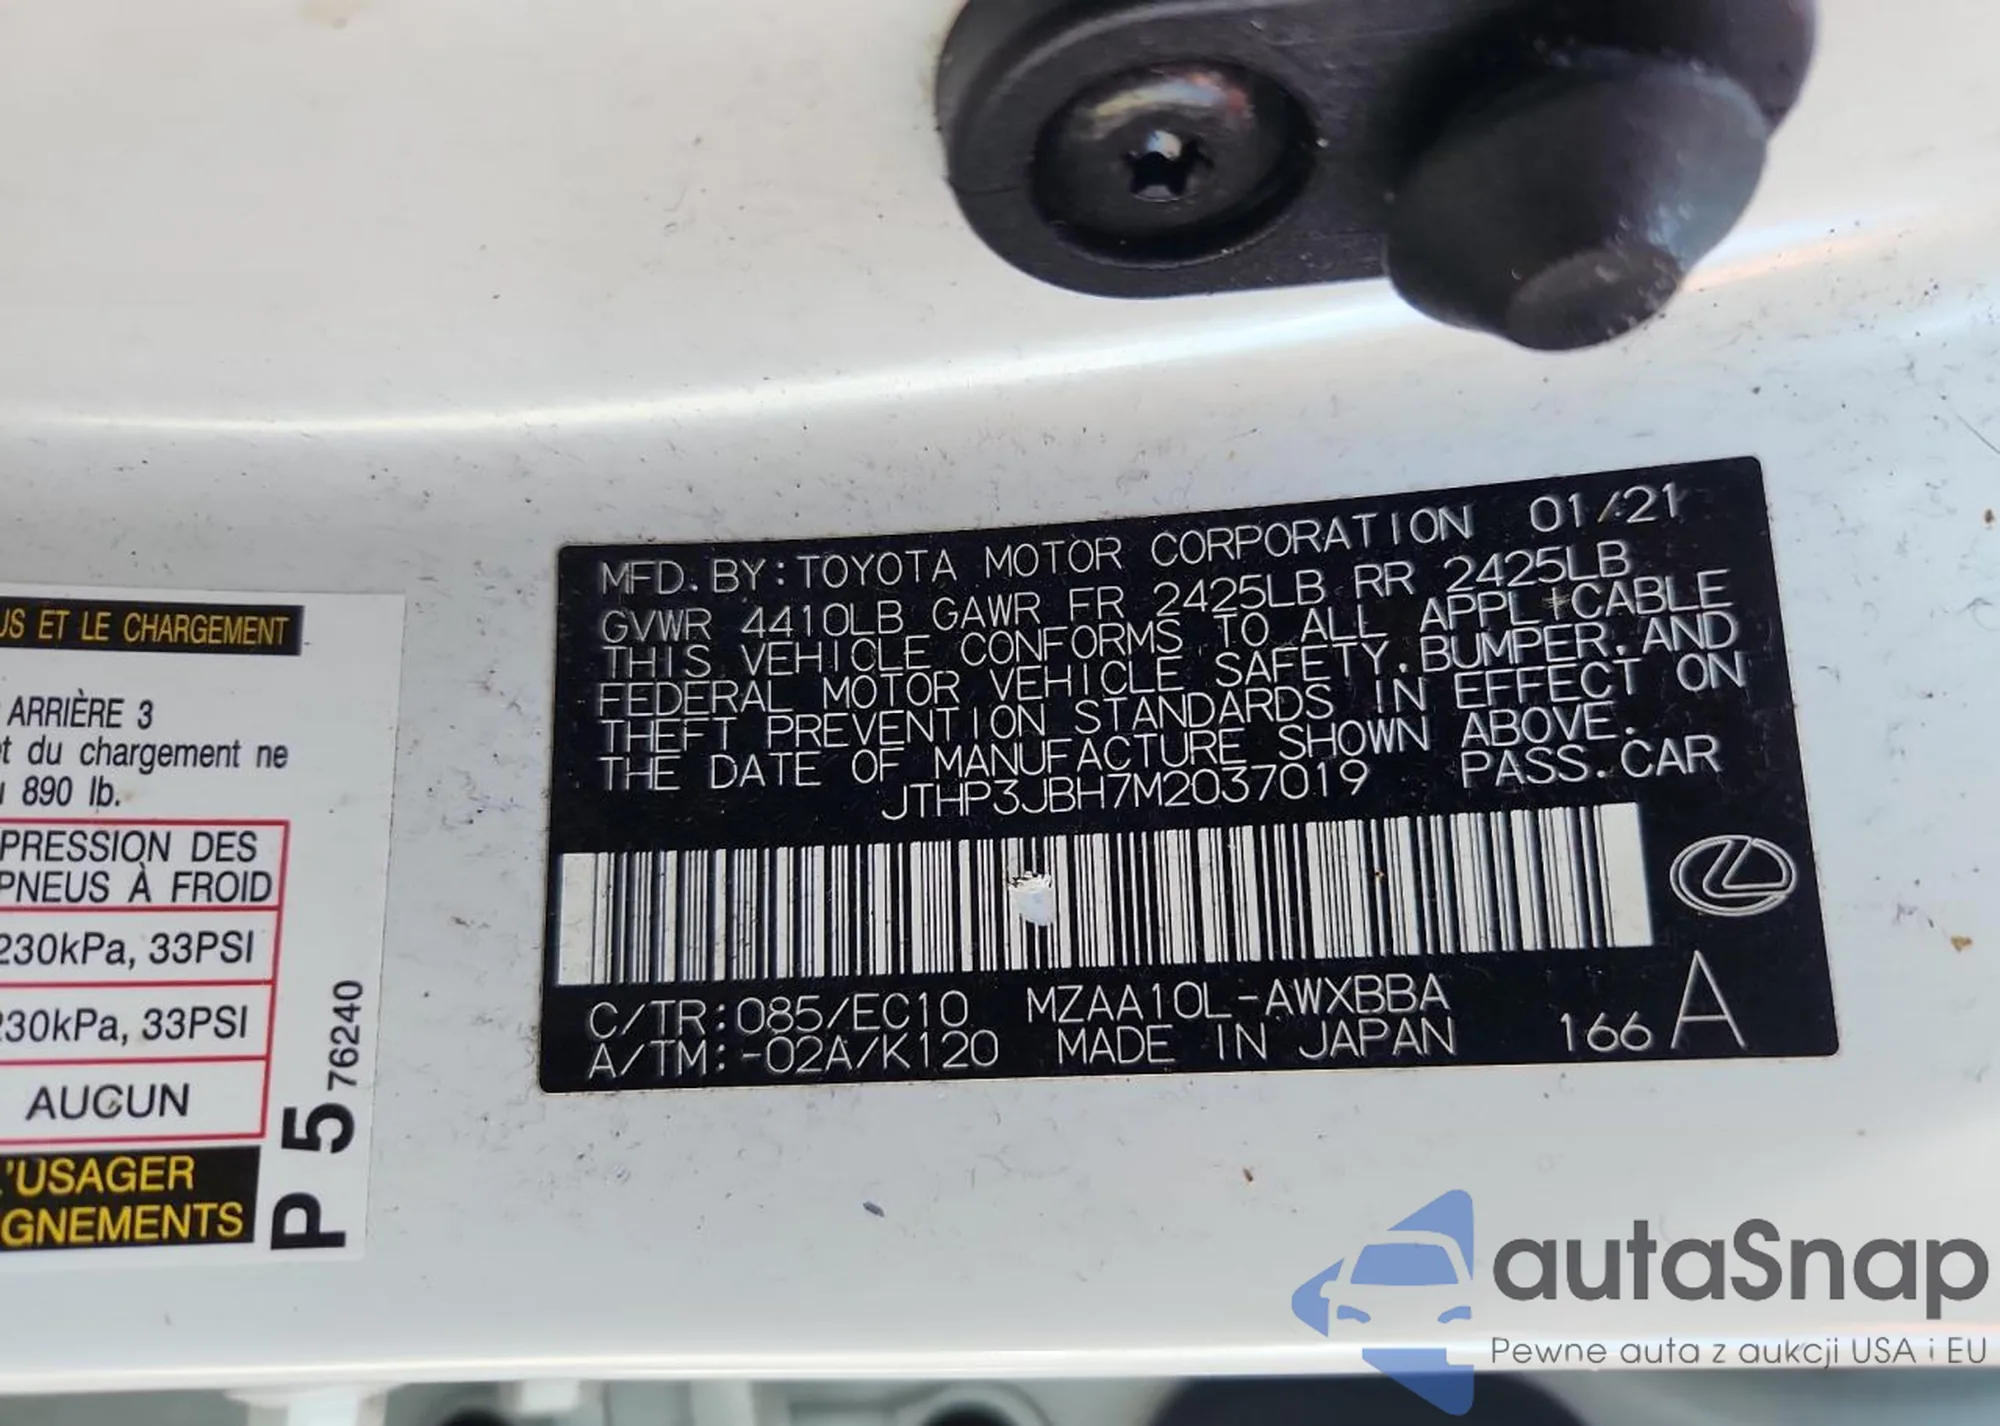 US ET LE CHARGEMENT
ARRIÈRE 3
et du chargement ne
890 lb.
PRESSION DES
PNEUS À FROID
230kPa, 33PSI
230kPa, 33PSI
AUCUN
L'USAGER
GNEMENTS
P 5 76240
MFD. BY: TOYOTA MOTOR CORPORATION 01/21
GVWR 4410LB GAWR FR 2425LB RR 2425LB
THIS VEHICLE CONFORMS TO ALL APPLICABLE
FEDERAL MOTOR VEHICLE SAFETY, BUMPER, AND
THEFT PREVENTION STANDARDS IN EFFECT ON
THE DATE OF MANUFACTURE SHOWN ABOVE.
JTHP3JBH7M2037019 PASS. CAR
C/TR: 085/EC10 MZAA10L-AWXBBA
A/TM: -02A/K120 MADE IN JAPAN 166 A
autaSnap
Pewne auta z aukcji USA i EU